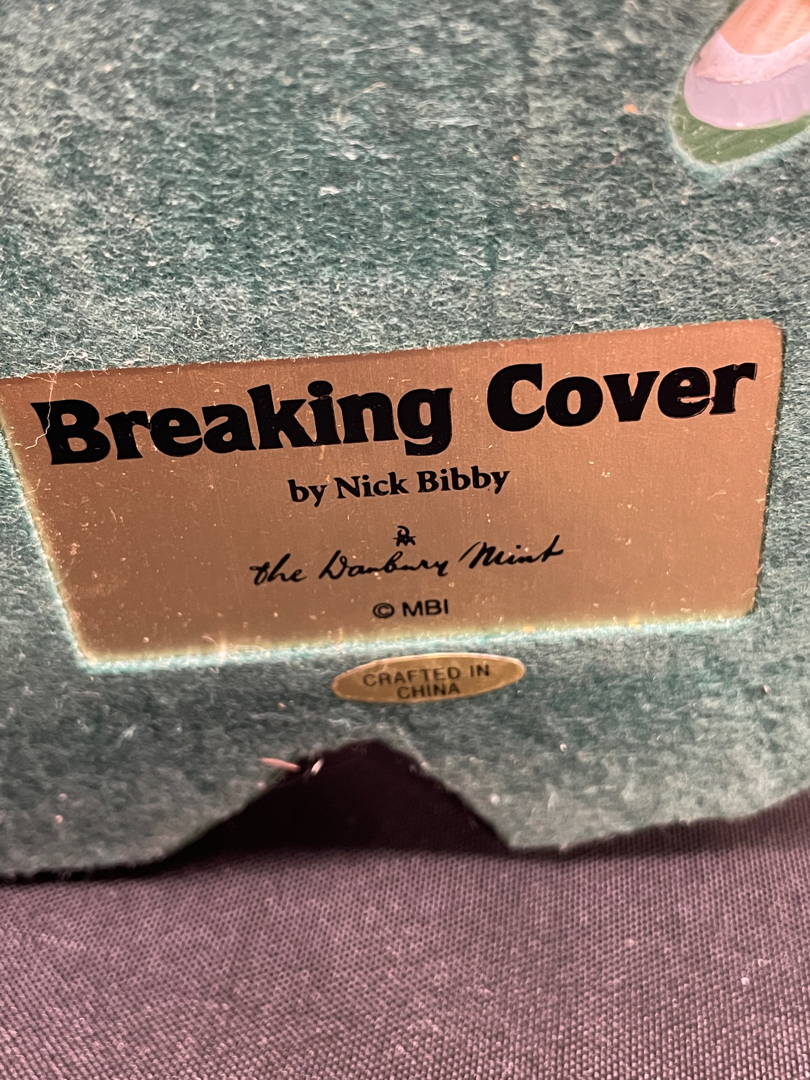 Breaking Cover
by Nick Bibby
the Danbury Mint
© MBI
CRAFTED IN
CHINA